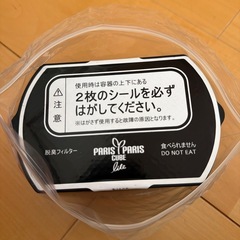 ⚠
注意
使用時は容器の上下にある
2枚のシールを必ず
はがしてください。
※はがさず使用すると故障の原因となります。
脱臭フィルター
PARIS PARIS
CUBE
lite
食べられません
DO NOT EAT